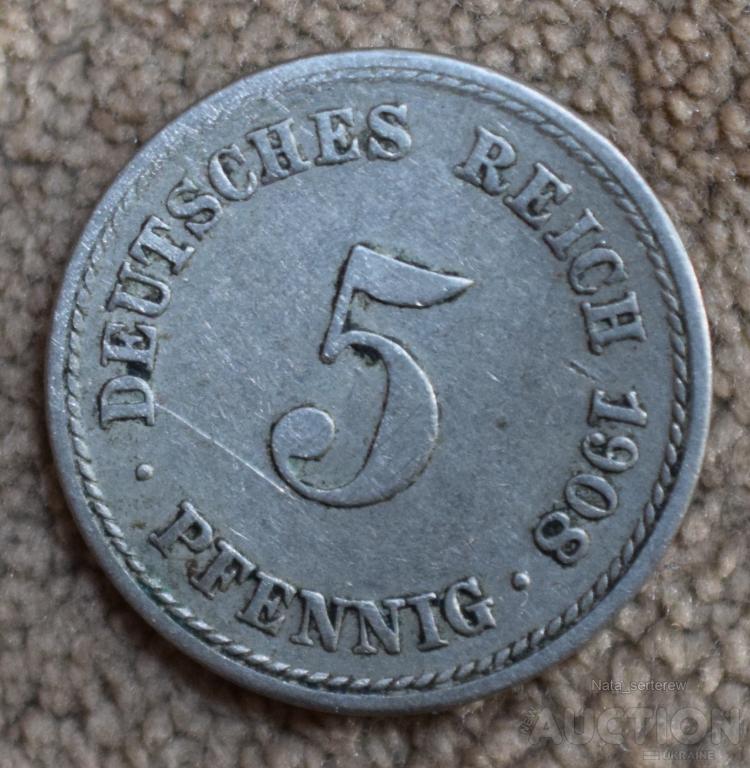 DEUTSCHES REICH 1908
5
· PFENNIG ·
Nata_serterew
AUCTION
UKRAINE